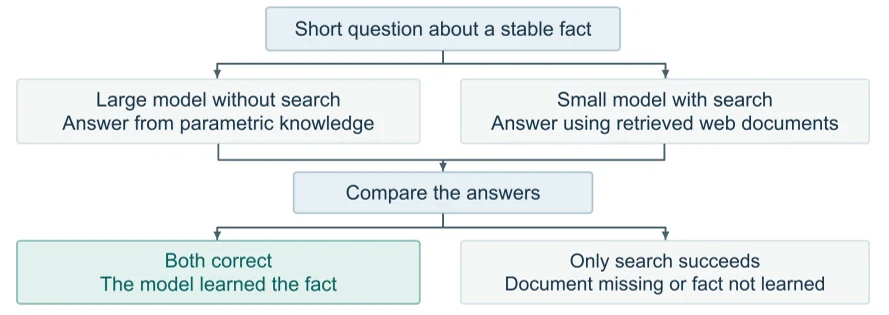 Short question about a stable fact
Large model without search
Answer from parametric knowledge
Small model with search
Answer using retrieved web documents
Compare the answers
Both correct
The model learned the fact
Only search succeeds
Document missing or fact not learned